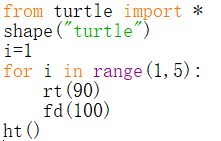 from turtle import *
shape("turtle")
i=1
for i in range(1,5):
    rt(90)
    fd(100)
ht()